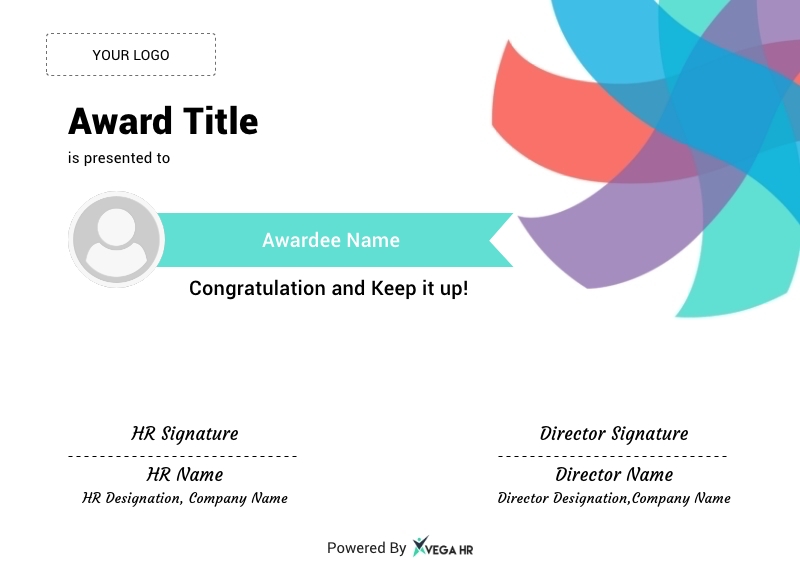 YOUR LOGO
Award Title
is presented to
Awardee Name
Congratulation and Keep it up!
HR Signature
Director Signature
HR Name
Director Name
HR Designation, Company Name
Director Designation,Company Name
Powered By VEGA HR